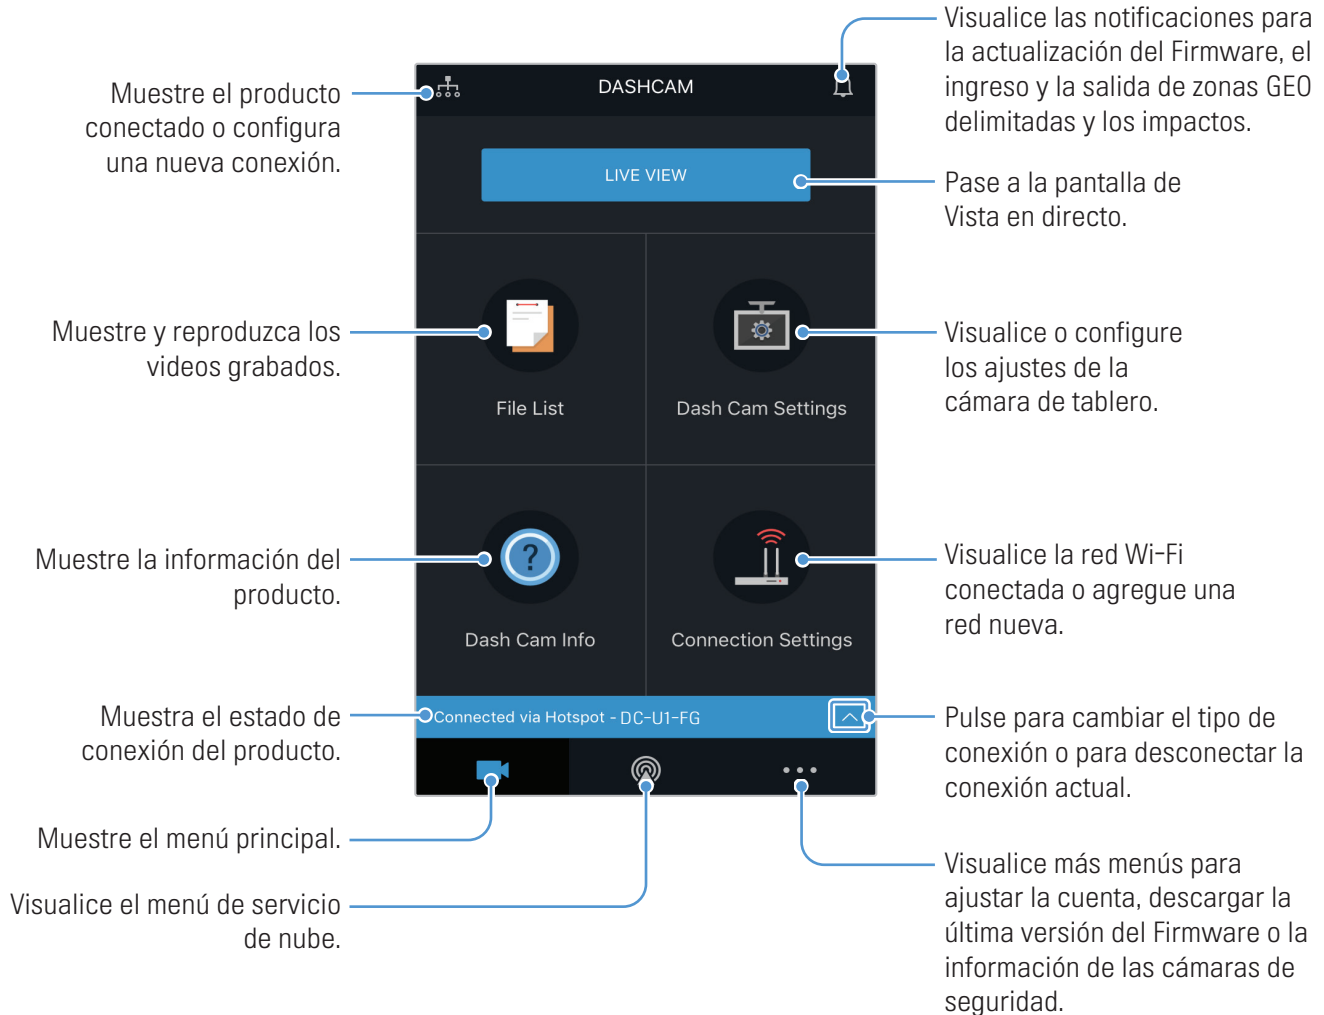 Visualice las notificaciones para
la actualización del Firmware, el
ingreso y la salida de zonas GEO
delimitadas y los impactos.
Muestre el producto
conectado o configura
una nueva conexión.
DASHCAM
LIVE VIEW
Pase a la pantalla de
Vista en directo.
Muestre y reproduzca los
videos grabados.
File List
Dash Cam Settings
Visualice o configure
los ajustes de la
cámara de tablero.
Muestre la información del
producto.
Dash Cam Info
Connection Settings
Visualice la red Wi-Fi
conectada o agregue una
red nueva.
Muestra el estado de
conexión del producto.
Connected via Hotspot - DC-U1-FG
Pulse para cambiar el tipo de
conexión o para desconectar la
conexión actual.
Muestre el menú principal.
Visualice el menú de servicio
de nube.
Visualice más menús para
ajustar la cuenta, descargar la
última versión del Firmware o la
información de las cámaras de
seguridad.